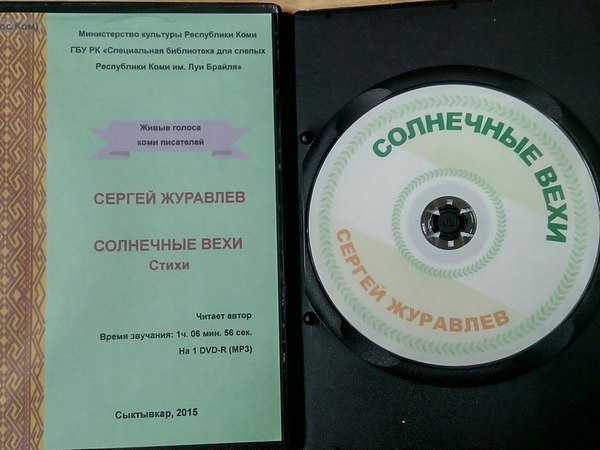 Министерство культуры Республики Коми
ГБУ РК «Специальная библиотека для слепых
Республики Коми им. Луи Брайля»
Живые голоса
коми писателей
СЕРГЕЙ ЖУРАВЛЕВ
СОЛНЕЧНЫЕ ВЕХИ
Стихи
Читает автор
Время звучания: 1ч. 06 мин. 56 сек.
На 1 DVD-R (MP3)
Сыктывкар, 2015
СОЛНЕЧНЫЕ ВЕХИ
СЕРГЕЙ ЖУРАВЛЕВ